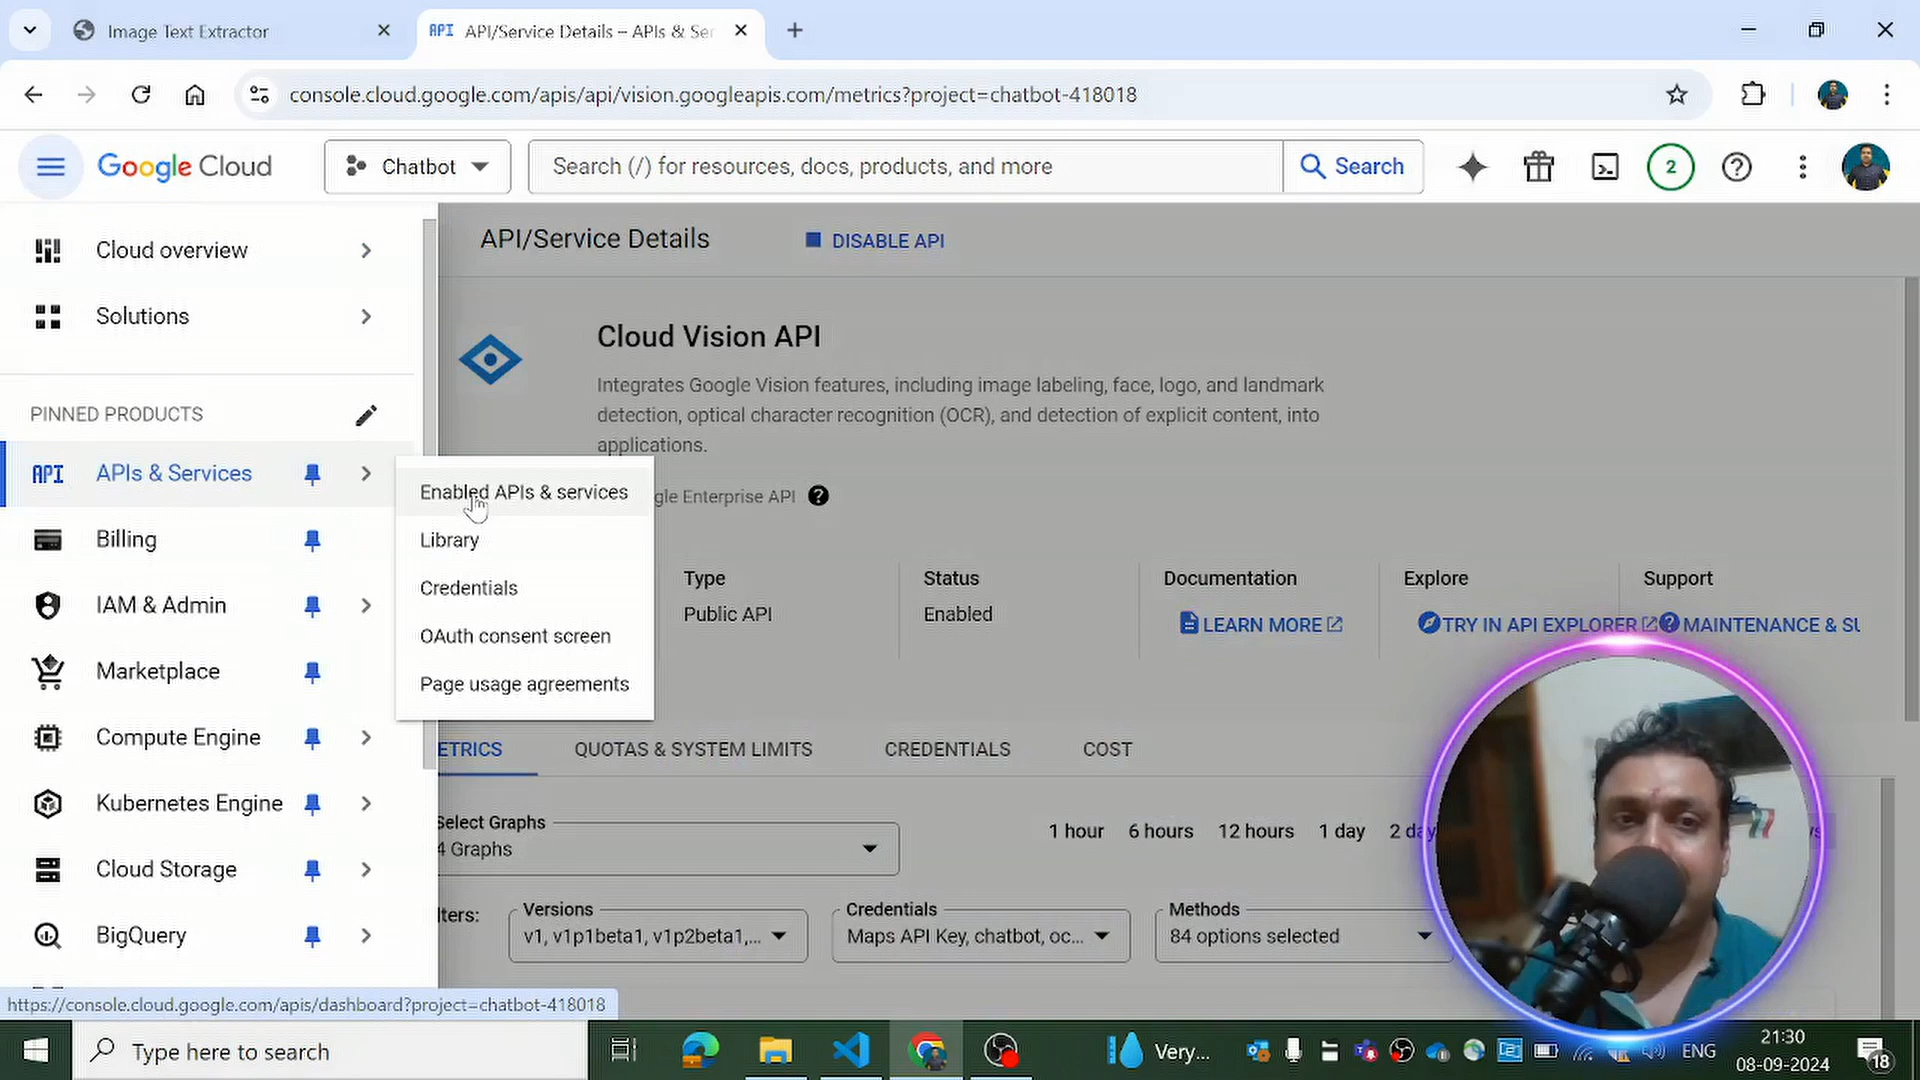 Image Text Extractor
API API/Service Details – APIs & Ser
console.cloud.google.com/apis/api/vision.googleapis.com/metrics?project=chatbot-418018
Google Cloud
Chatbot
Search (/) for resources, docs, products, and more
Search
2
Cloud overview
Solutions
PINNED PRODUCTS
API APIs & Services
Billing
IAM & Admin
Marketplace
Compute Engine
Kubernetes Engine
Cloud Storage
BigQuery
Enabled APIs & services
Library
Credentials
OAuth consent screen
Page usage agreements
API/Service Details
DISABLE API
Cloud Vision API
Integrates Google Vision features, including image labeling, face, logo, and landmark
detection, optical character recognition (OCR), and detection of explicit content, into
applications.
gle Enterprise API
Type
Public API
Status
Enabled
Documentation
LEARN MORE
Explore
TRY IN API EXPLORER
Support
MAINTENANCE & SU
ETRICS
QUOTAS & SYSTEM LIMITS
CREDENTIALS
COST
Select Graphs
4 Graphs
1 hour 6 hours 12 hours 1 day 2 day
lters:
Versions
v1, v1p1beta1, v1p2beta1,...
Credentials
Maps API Key, chatbot, oc...
Methods
84 options selected
https://console.cloud.google.com/apis/dashboard?project=chatbot-418018
Type here to search
Very...
ENG
21:30
08-09-2024
18